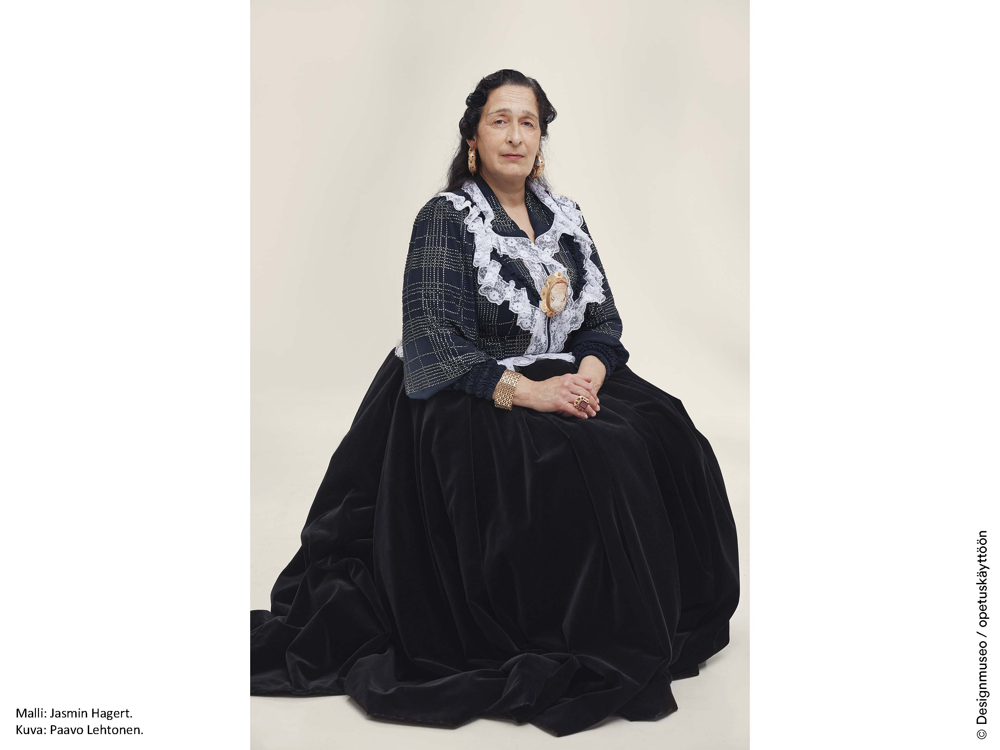 Malli: Jasmin Hagert.
Kuva: Paavo Lehtonen.
© Designmuseo / opetuskäyttöön